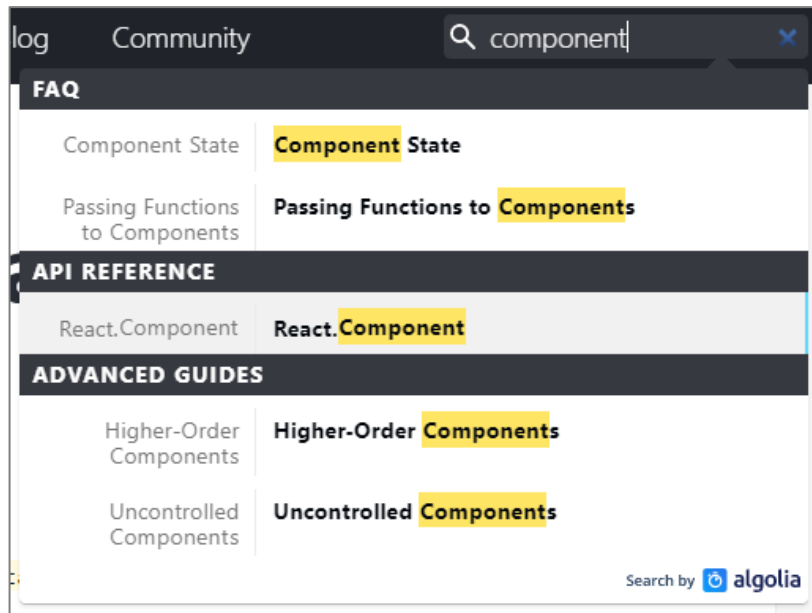 log Community component
FAQ
Component State Component State
Passing Functions Passing Functions to Components
to Components
API REFERENCE
React.Component React.Component
ADVANCED GUIDES
Higher-Order Higher-Order Components
Components
Uncontrolled Uncontrolled Components
Components
Search by algolia